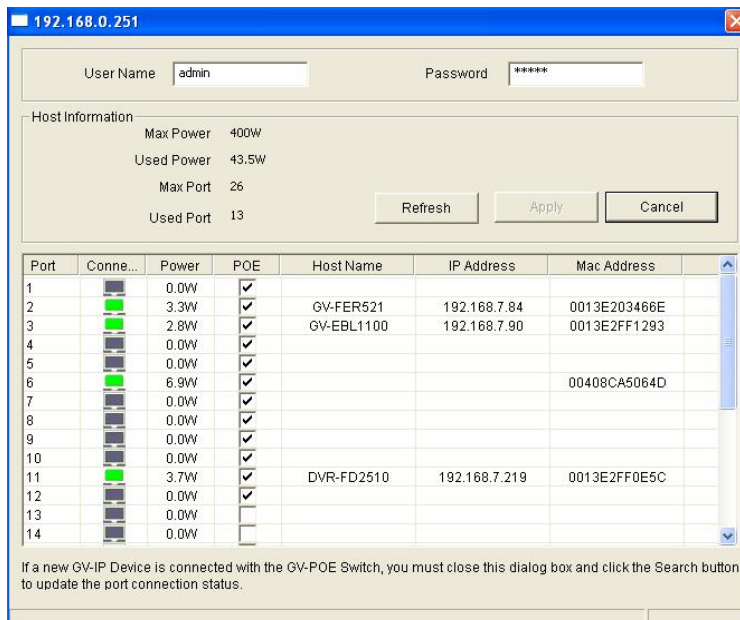 192.168.0.251
User Name admin Password *****
Host Information
Max Power 400W
Used Power 43.5W
Max Port 26
Used Port 13
Refresh Apply Cancel
Port Conne... Power POE Host Name IP Address Mac Address
1 0.0W
2 3.3W GV-FER521 192.168.7.84 0013E203466E
3 2.8W GV-EBL1100 192.168.7.90 0013E2FF1293
4 0.0W
5 0.0W
6 6.9W 00408CA5064D
7 0.0W
8 0.0W
9 0.0W
10 0.0W
11 3.7W DVR-FD2510 192.168.7.219 0013E2FF0E5C
12 0.0W
13 0.0W
14 0.0W
If a new GV-IP Device is connected with the GV-POE Switch, you must close this dialog box and click the Search button
to update the port connection status.